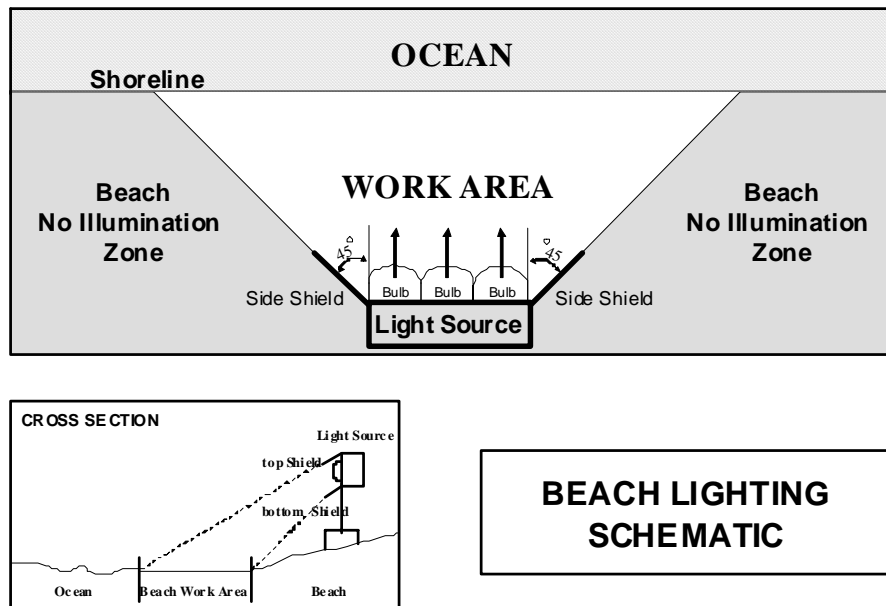 OCEAN
Shoreline
WORK AREA
Beach
No Illumination
Zone
Beach
No Illumination
Zone
45°
45°
Side Shield
Bulb
Bulb
Bulb
Side Shield
Light Source
CROSS SECTION
Light Source
top Shield
bottom Shield
Ocean
Beach Work Area
Beach
BEACH LIGHTING
SCHEMATIC